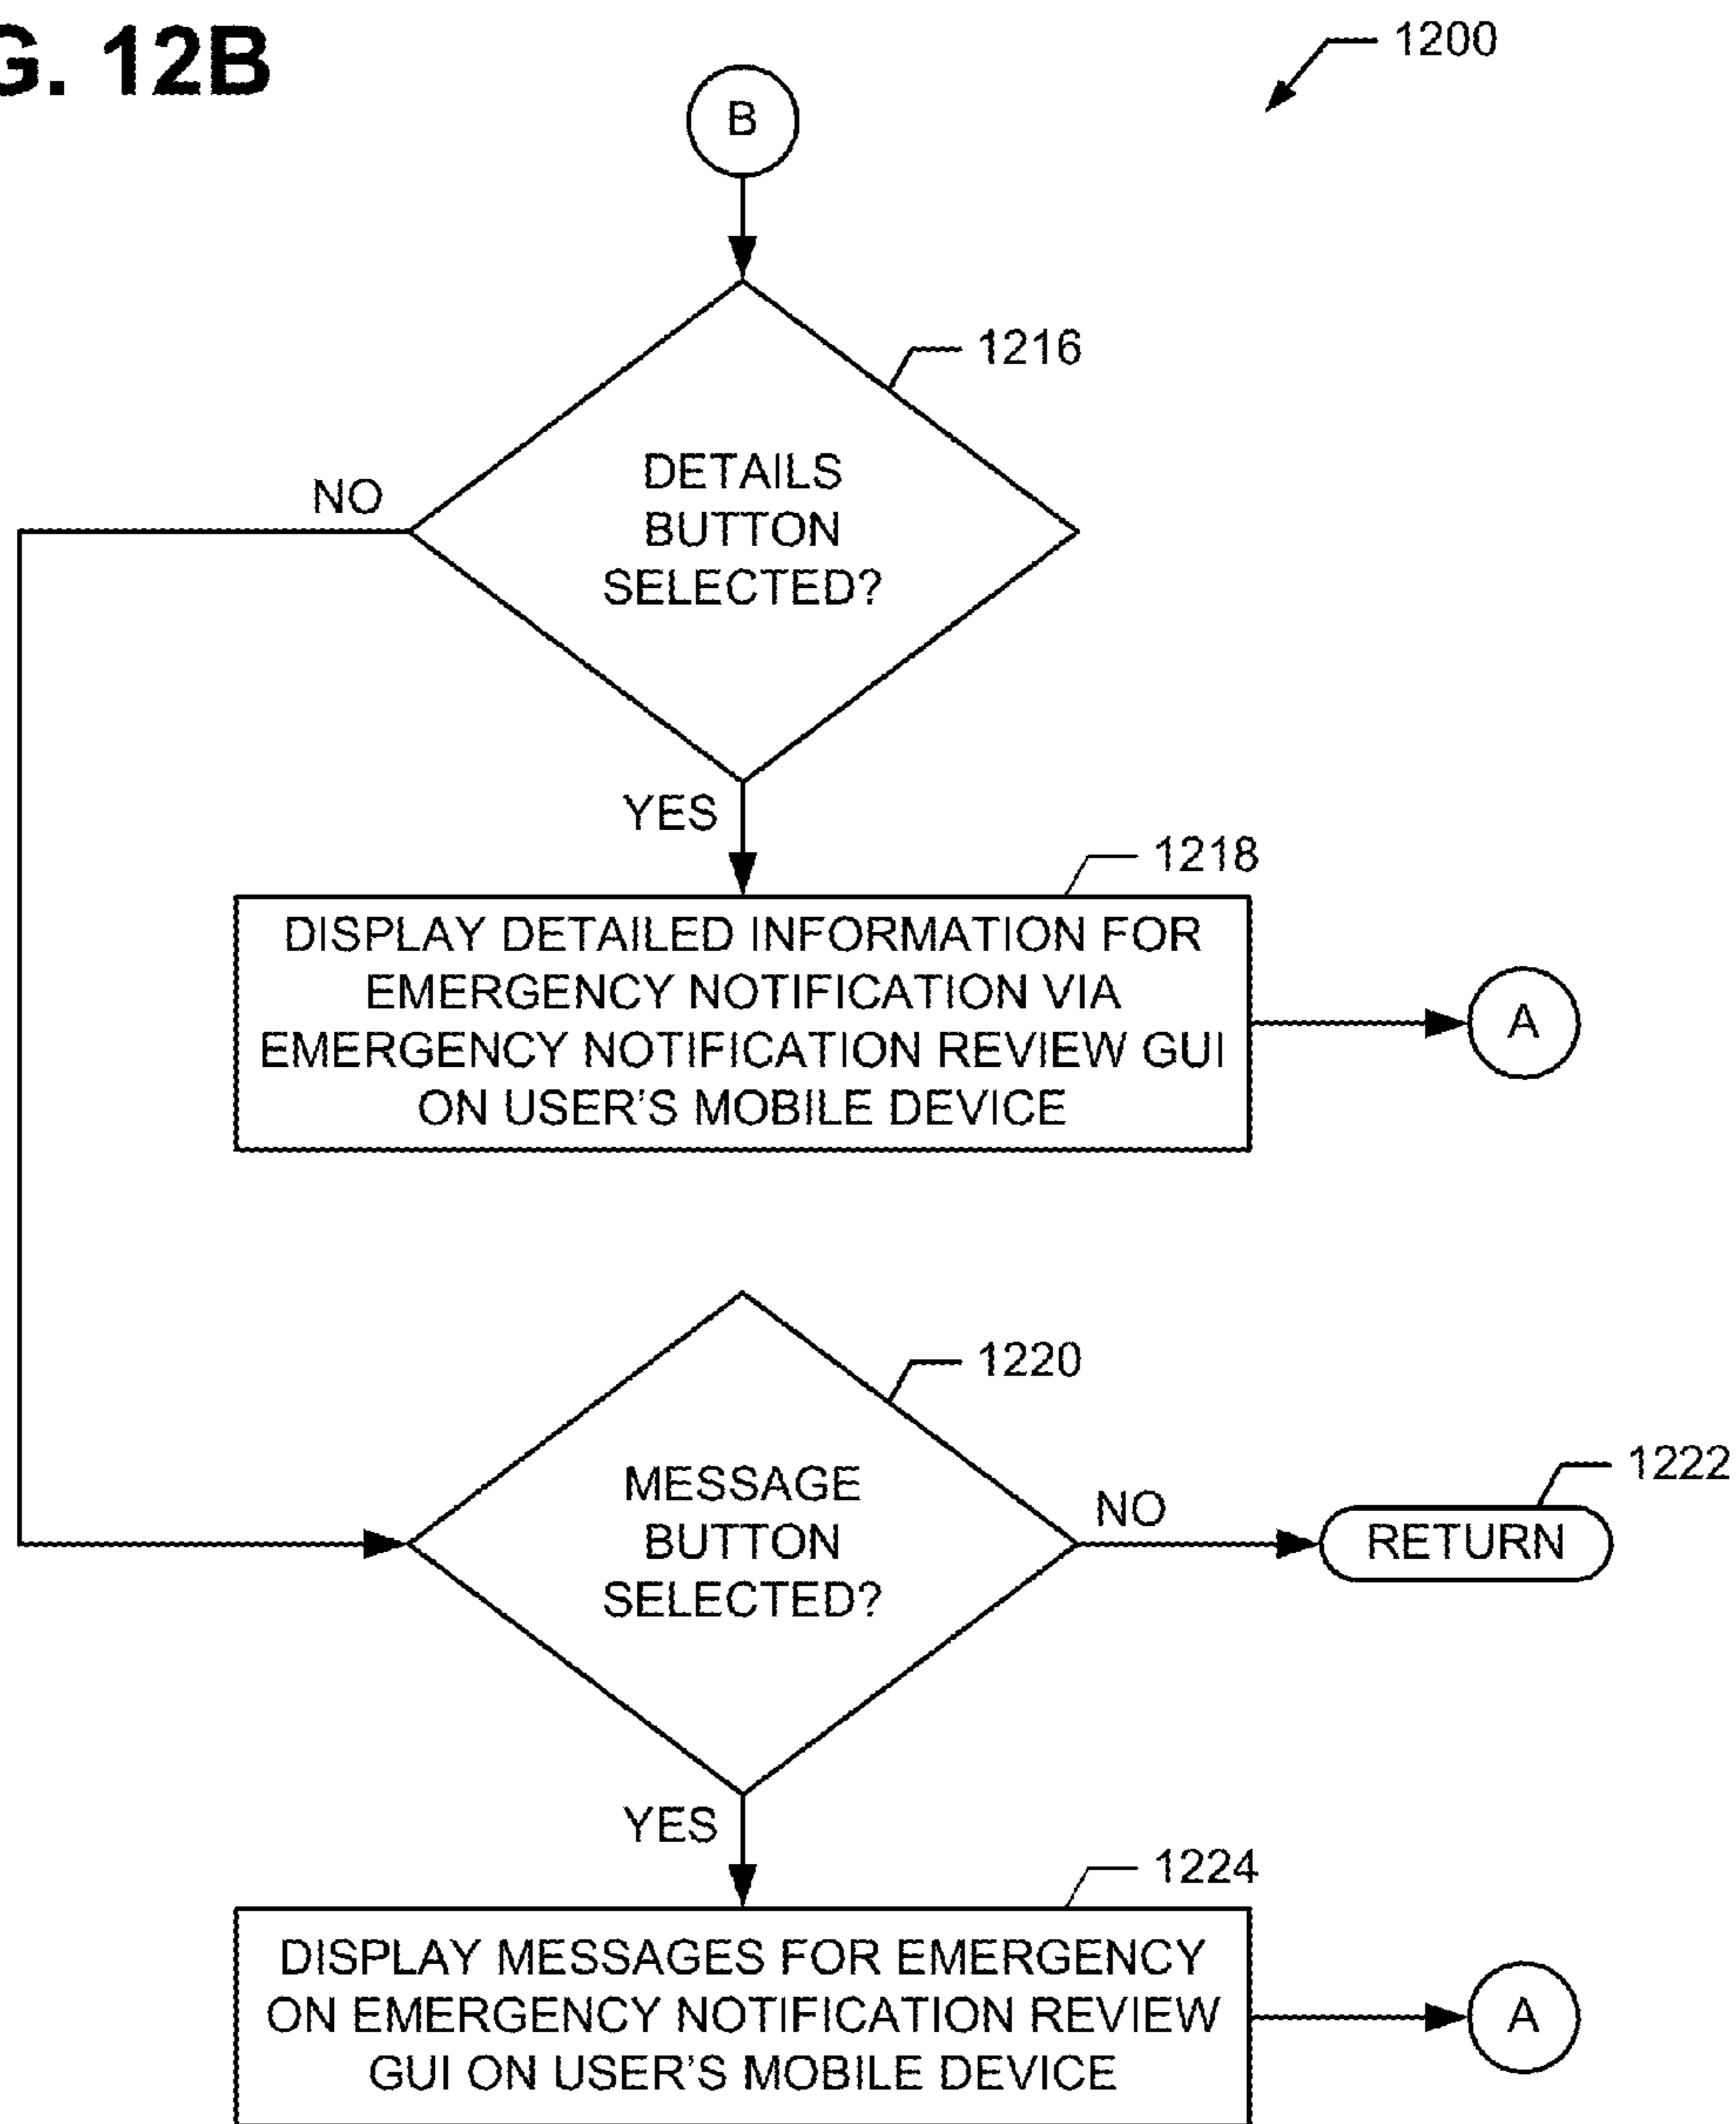 G. 12B
1200
B
1216
DETAILS
BUTTON
SELECTED?
NO
YES
1218
DISPLAY DETAILED INFORMATION FOR
EMERGENCY NOTIFICATION VIA
EMERGENCY NOTIFICATION REVIEW GUI
ON USER'S MOBILE DEVICE
A
1220
MESSAGE
BUTTON
SELECTED?
NO
1222
RETURN
YES
1224
DISPLAY MESSAGES FOR EMERGENCY
ON EMERGENCY NOTIFICATION REVIEW
GUI ON USER'S MOBILE DEVICE
A